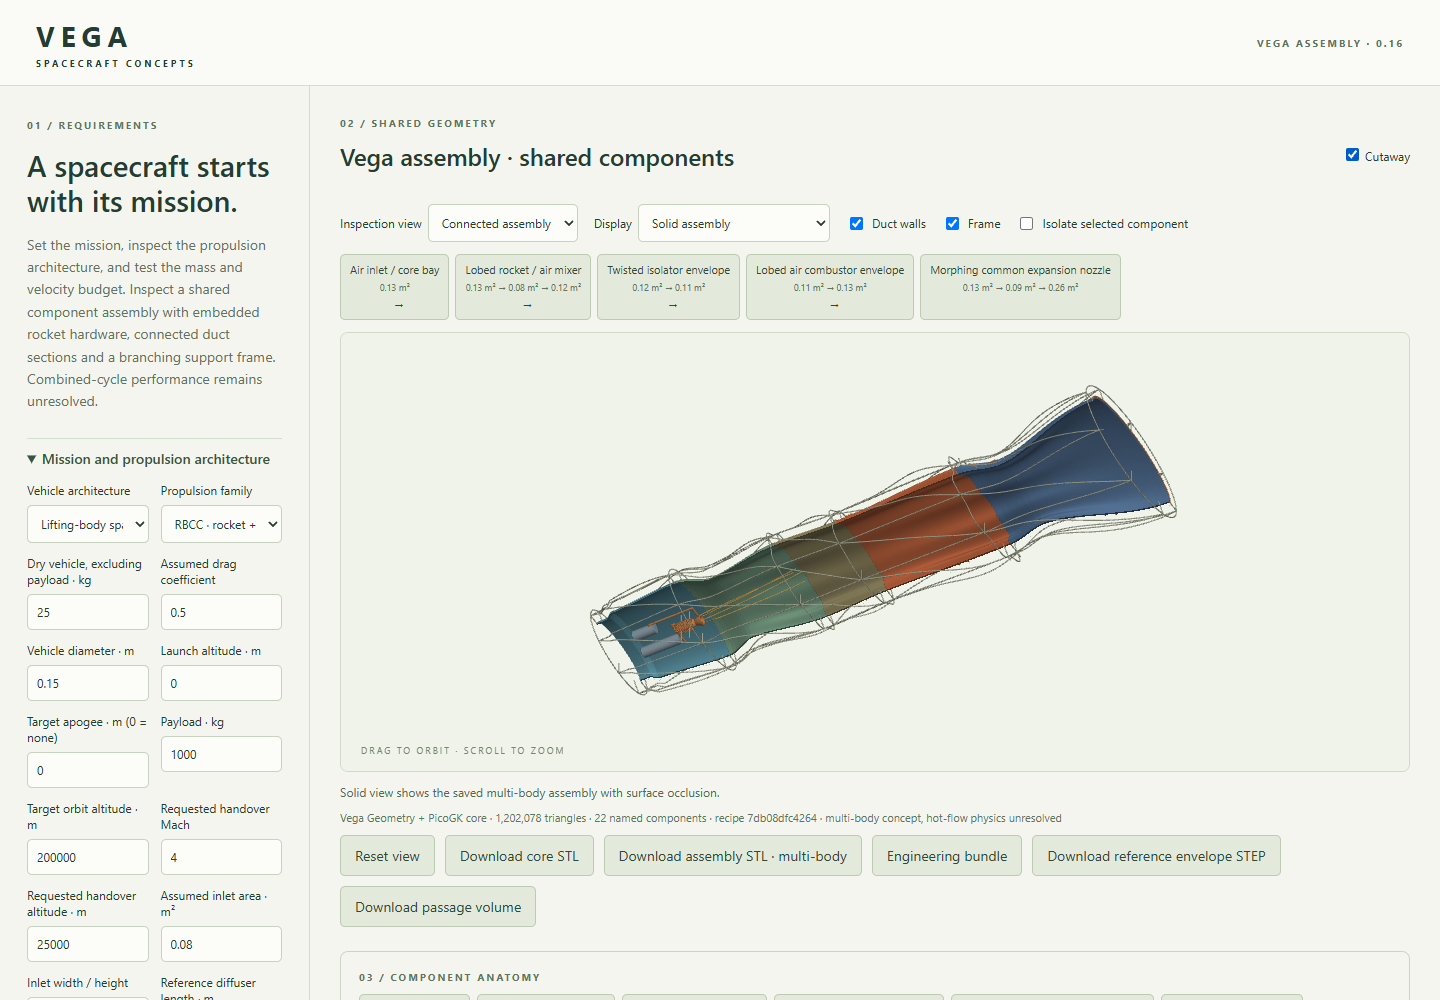 VEGA
SPACECRAFT CONCEPTS
VEGA ASSEMBLY · 0.16
01 / REQUIREMENTS
A spacecraft starts
with its mission.
Set the mission, inspect the propulsion
architecture, and test the mass and
velocity budget. Inspect a shared
component assembly with embedded
rocket hardware, connected duct
sections and a branching support frame.
Combined-cycle performance remains
unresolved.
▼ Mission and propulsion architecture
Vehicle architecture
Propulsion family
Lifting-body spa
RBCC · rocket +
Dry vehicle, excluding
payload · kg
Assumed drag
coefficient
25
0.5
Vehicle diameter · m
Launch altitude · m
0.15
0
Target apogee · m (0 =
none)
Payload · kg
0
1000
Target orbit altitude ·
m
Requested handover
Mach
200000
4
Requested handover
altitude · m
Assumed inlet area ·
m²
25000
0.08
Inlet width / height
Reference diffuser
length · m
02 / SHARED GEOMETRY
Vega assembly · shared components
Cutaway
Inspection view
Connected assembly
Display
Solid assembly
Duct walls
Frame
Isolate selected component
Air inlet / core bay
0.13 m²
→
Lobed rocket / air mixer
0.13 m² → 0.08 m² → 0.12 m²
→
Twisted isolator envelope
0.12 m² → 0.11 m²
→
Lobed air combustor envelope
0.11 m² → 0.13 m²
→
Morphing common expansion nozzle
0.13 m² → 0.09 m² → 0.26 m²
DRAG TO ORBIT · SCROLL TO ZOOM
Solid view shows the saved multi-body assembly with surface occlusion.
Vega Geometry + PicoGK core · 1,202,078 triangles · 22 named components · recipe 7db08dfc4264 · multi-body concept, hot-flow physics unresolved
Reset view
Download core STL
Download assembly STL · multi-body
Engineering bundle
Download reference envelope STEP
Download passage volume
03 / COMPONENT ANATOMY